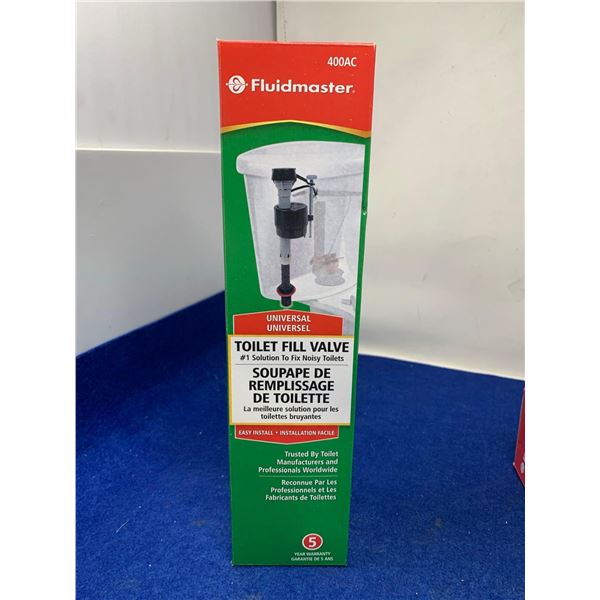 400AC
Fluidmaster
UNIVERSAL
UNIVERSEL
TOILET FILL VALVE
#1 Solution To Fix Noisy Toilets
SOUPAPE DE
REMPLISSAGE
DE TOILETTE
La meilleure solution pour les
toilettes bruyantes
EASY INSTALL • INSTALLATION FACILE
Trusted By Toilet
Manufacturers and
Professionals Worldwide
Reconnue Par Les
Professionnels et Les
Fabricants de Toilettes
5
YEAR WARRANTY
GARANTIE DE 5 ANS